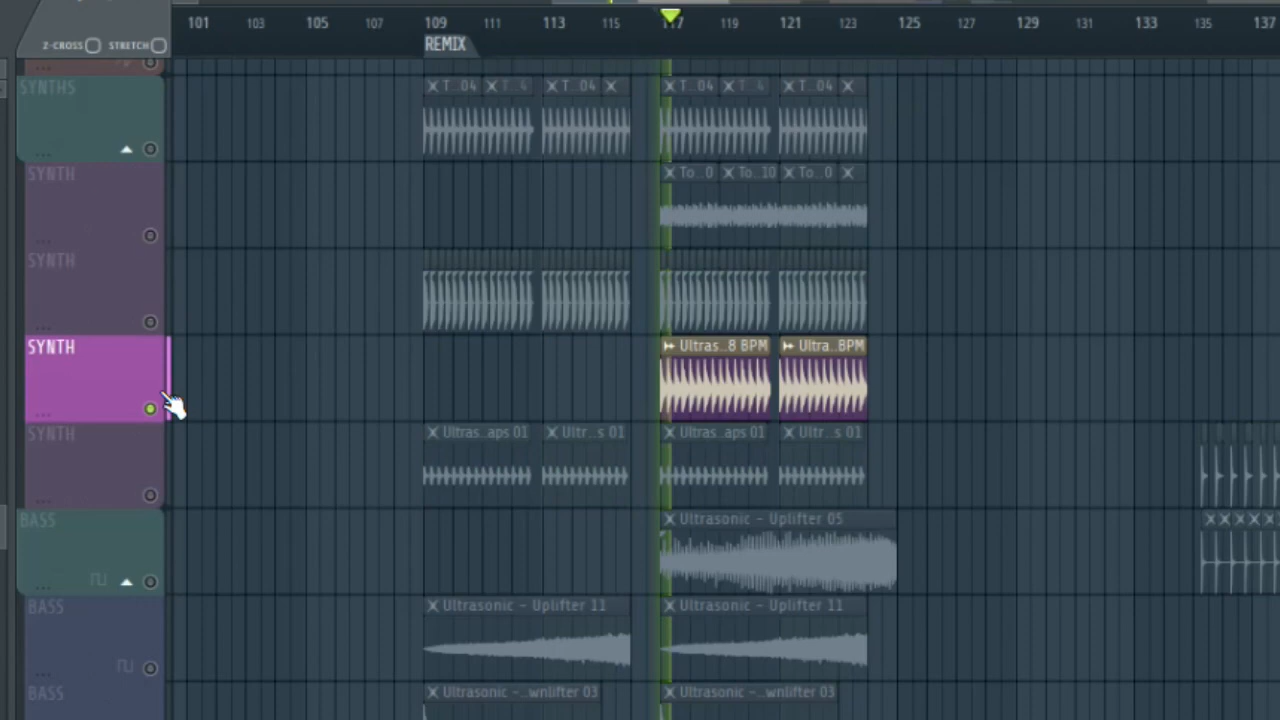 101 103 105 107 109 111 113 115 117 119 121 123 125 127 129 131 133 135 137
Z-CROSS STRETCH
REMIX
SYNTHS T..04 T..4 T..04 T..04 T..4 T..04
SYNTH To..0 To..10 To..0
SYNTH
SYNTH Ultras..8 BPM Ultra..BPM
SYNTH Ultras..aps 01 Ultr..s 01 Ultras..aps 01 Ultr..s 01
BASS Ultrasonic - Uplifter 05
BASS Ultrasonic - Uplifter 11 Ultrasonic - Uplifter 11
BASS Ultrasonic -..wnlifter 03 Ultrasonic -..wnlifter 03